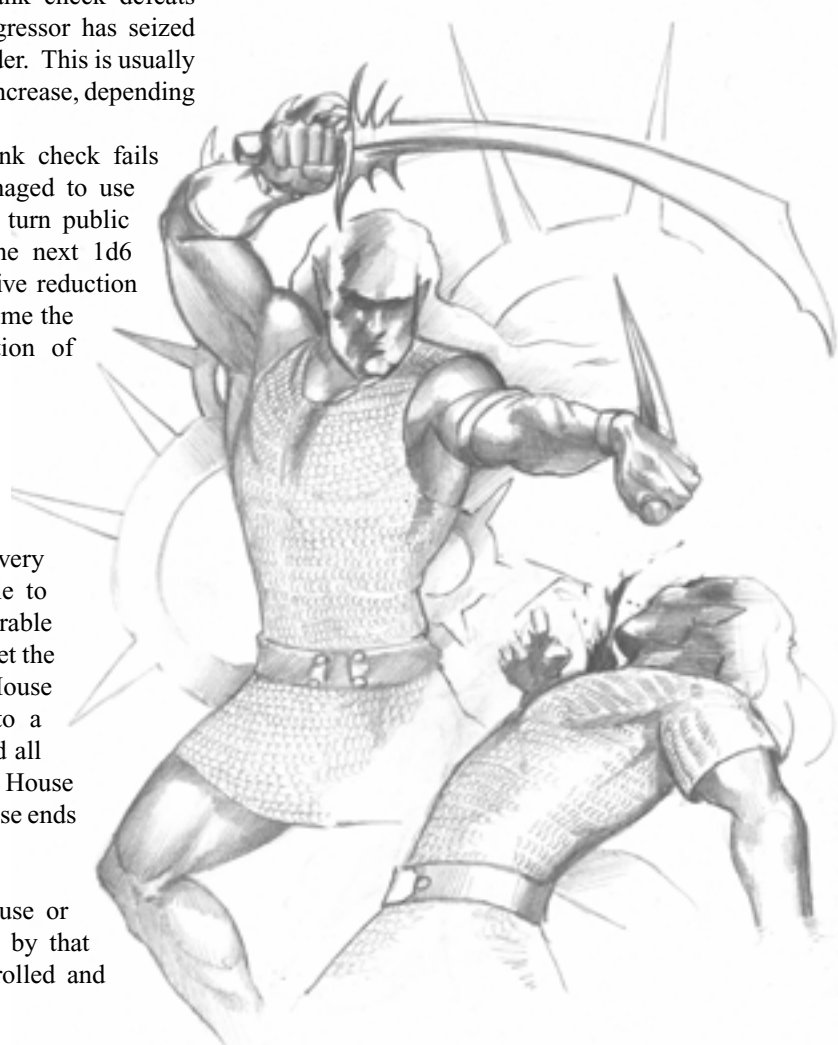 ank check defeats
gressor has seized
der. This is usually
ncrease, depending
nk check fails
naged to use
turn public
ne next 1d6
ive reduction
me the
tion of
very
e to
rable
et the
House
to a
d all
House
se ends
use or
by that
rolled and